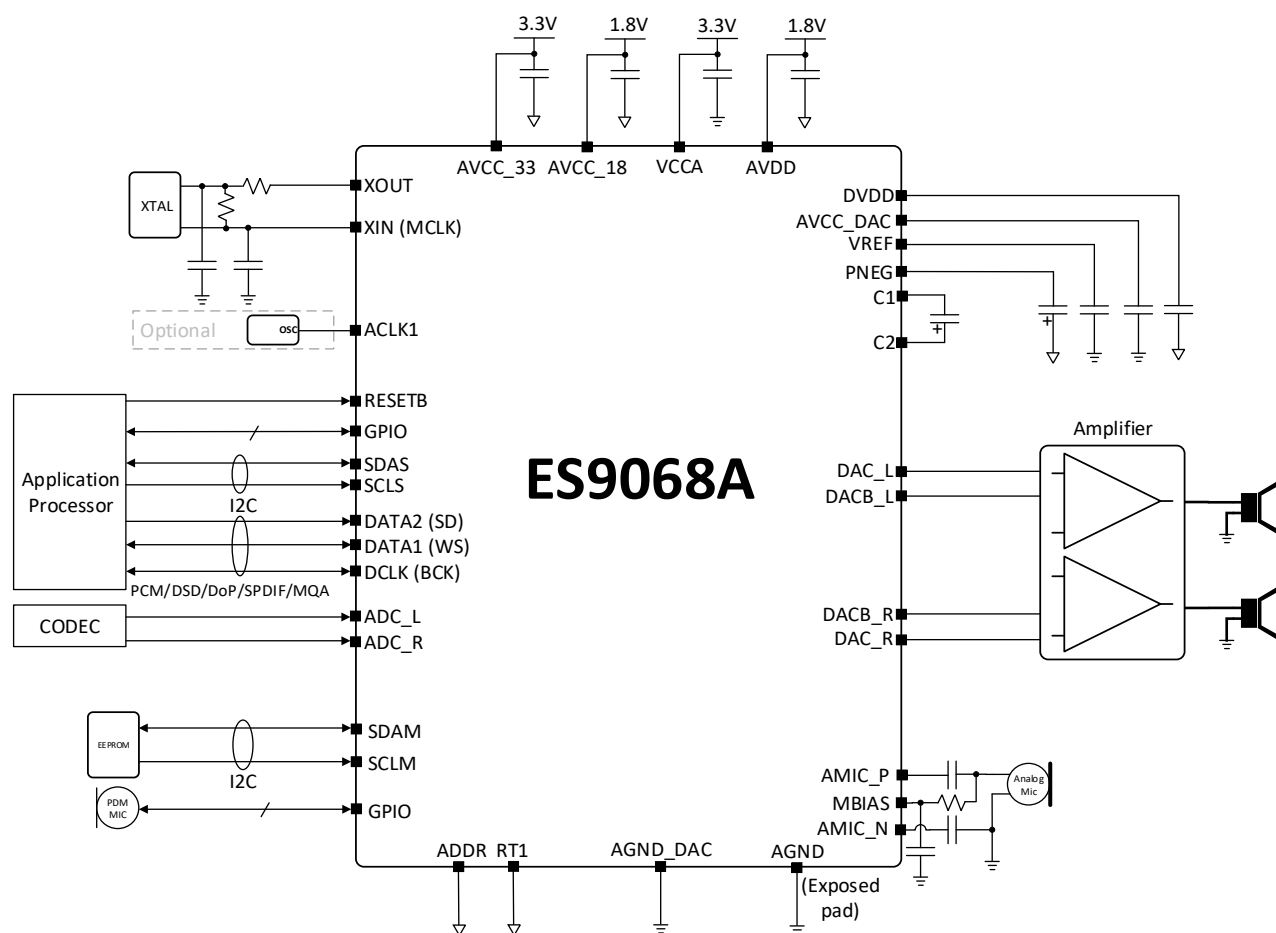 3.3V
1.8V
3.3V
1.8V
AVCC_33
AVCC_18
VCCA
AVDD
XTAL
XOUT
XIN (MCLK)
Optional
OSC
ACLK1
DVDD
AVCC_DAC
VREF
PNEG
C1
C2
+
+
Application
Processor
RESETB
GPIO
SDAS
SCLS
I2C
DATA2 (SD)
DATA1 (WS)
DCLK (BCK)
PCM/DSD/DoP/SPDIF/MQA
CODEC
ADC_L
ADC_R
ES9068A
Amplifier
DAC_L
DACB_L
DACB_R
DAC_R
EEPROM
SDAM
SCLM
I2C
PDM
MIC
GPIO
AMIC_P
MBIAS
AMIC_N
Analog
Mic
ADDR
RT1
AGND_DAC
AGND
(Exposed
pad)